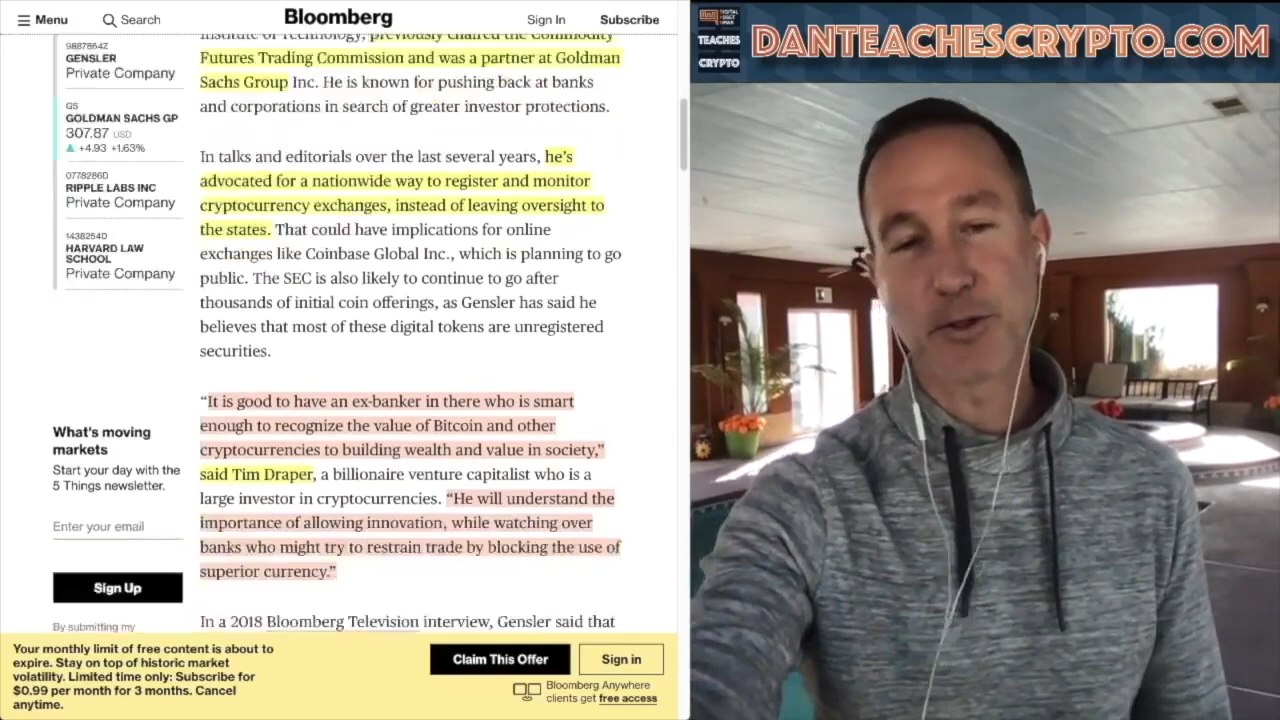 Menu
Search
Bloomberg
Sign In
Subscribe
9887864Z
GENSLER
Private Company
GS
GOLDMAN SACHS GP
307.87 USD
+4.93 +1.63%
0778286D
RIPPLE LABS INC
Private Company
1438254D
HARVARD LAW
SCHOOL
Private Company
What's moving
markets
Start your day with the
5 Things newsletter.
Enter your email
Sign Up
By submitting my
Institute of Technology, previously chaired the Commodity
Futures Trading Commission and was a partner at Goldman
Sachs Group Inc. He is known for pushing back at banks
and corporations in search of greater investor protections.
In talks and editorials over the last several years, he's
advocated for a nationwide way to register and monitor
cryptocurrency exchanges, instead of leaving oversight to
the states. That could have implications for online
exchanges like Coinbase Global Inc., which is planning to go
public. The SEC is also likely to continue to go after
thousands of initial coin offerings, as Gensler has said he
believes that most of these digital tokens are unregistered
securities.
“It is good to have an ex-banker in there who is smart
enough to recognize the value of Bitcoin and other
cryptocurrencies to building wealth and value in society,”
said Tim Draper, a billionaire venture capitalist who is a
large investor in cryptocurrencies. “He will understand the
importance of allowing innovation, while watching over
banks who might try to restrain trade by blocking the use of
superior currency.”
In a 2018 Bloomberg Television interview, Gensler said that
Your monthly limit of free content is about to
expire. Stay on top of historic market
volatility. Limited time only: Subscribe for
$0.99 per month for 3 months. Cancel
anytime.
Claim This Offer
Sign in
Bloomberg Anywhere
clients get free access
TEACHES
CRYPTO
DANTEACHESCRYPTO.COM